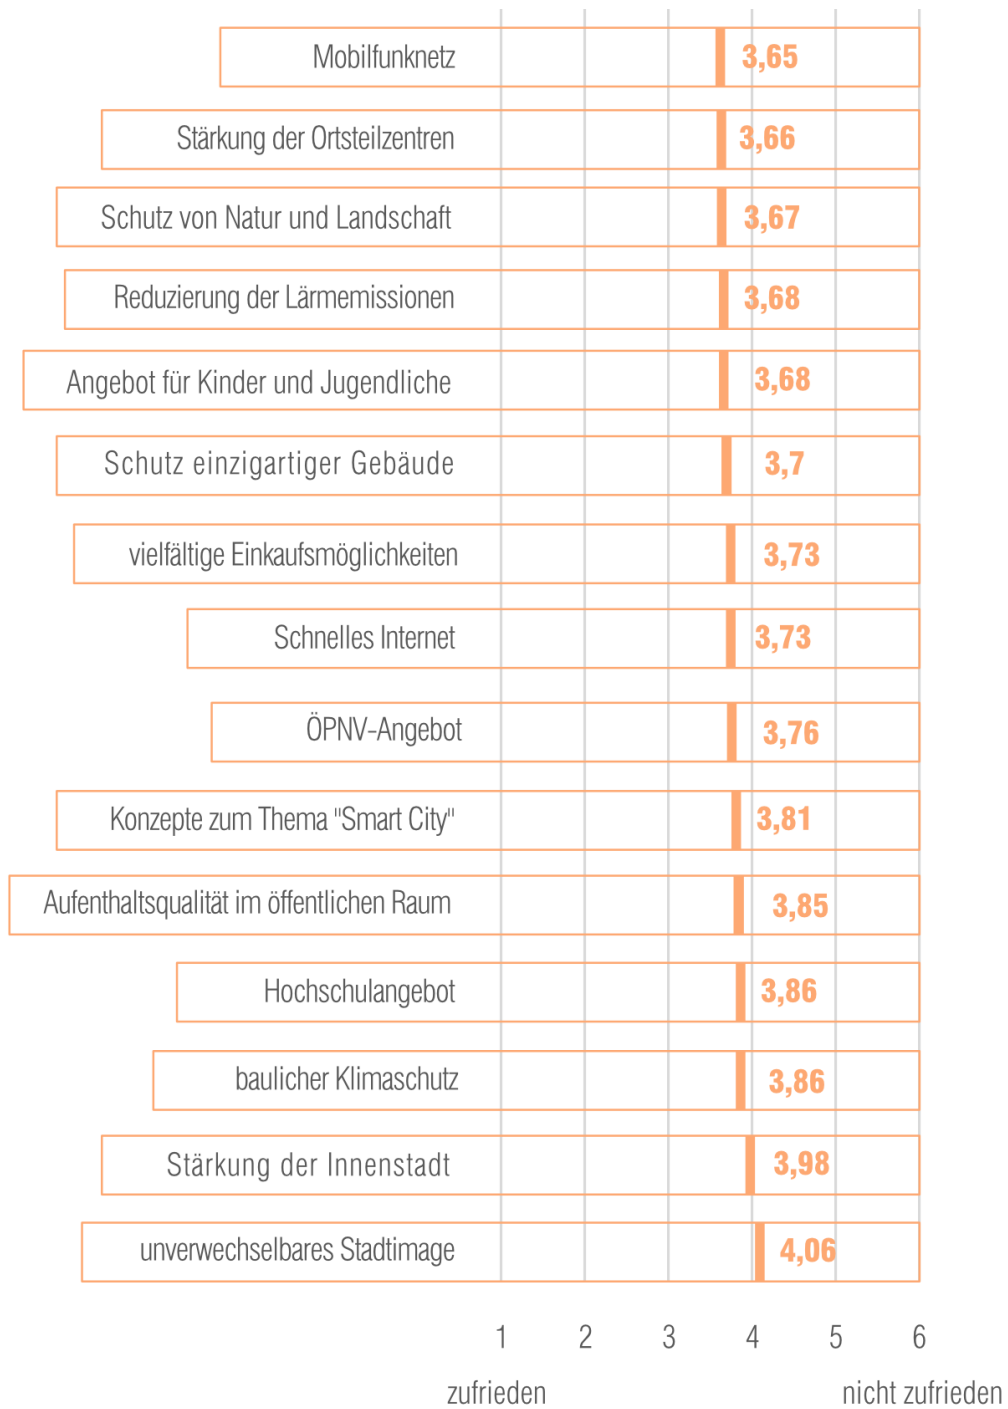 Mobilfunknetz 3,65
Stärkung der Ortsteilzentren 3,66
Schutz von Natur und Landschaft 3,67
Reduzierung der Lärmemissionen 3,68
Angebot für Kinder und Jugendliche 3,68
Schutz einzigartiger Gebäude 3,7
vielfältige Einkaufsmöglichkeiten 3,73
Schnelles Internet 3,73
ÖPNV-Angebot 3,76
Konzepte zum Thema "Smart City" 3,81
Aufenthaltsqualität im öffentlichen Raum 3,85
Hochschulangebot 3,86
baulicher Klimaschutz 3,86
Stärkung der Innenstadt 3,98
unverwechselbares Stadtimage 4,06
1 2 3 4 5 6
zufrieden nicht zufrieden